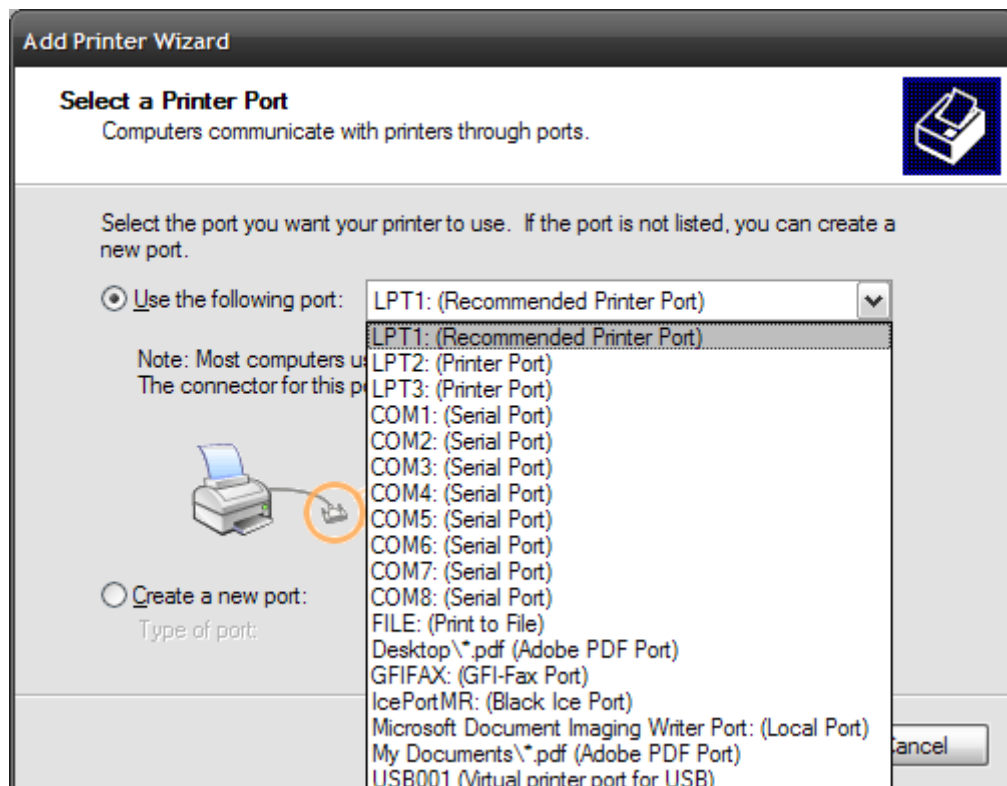 Add Printer Wizard
Select a Printer Port
Computers communicate with printers through ports.
Select the port you want your printer to use.  If the port is not listed, you can create a
new port.
Use the following port:
LPT1: (Recommended Printer Port)
LPT1: (Recommended Printer Port)
Note: Most computers
LPT2: (Printer Port)
The connector for this
LPT3: (Printer Port)
COM1: (Serial Port)
COM2: (Serial Port)
COM3: (Serial Port)
COM4: (Serial Port)
COM5: (Serial Port)
COM6: (Serial Port)
COM7: (Serial Port)
Create a new port:
COM8: (Serial Port)
FILE: (Print to File)
Type of port:
Desktop\*.pdf (Adobe PDF Port)
GFIFAX: (GFI-Fax Port)
IcePortMR: (Black Ice Port)
Microsoft Document Imaging Writer Port: (Local Port)
My Documents\*.pdf (Adobe PDF Port)
USB001 (Virtual printer port for USB)